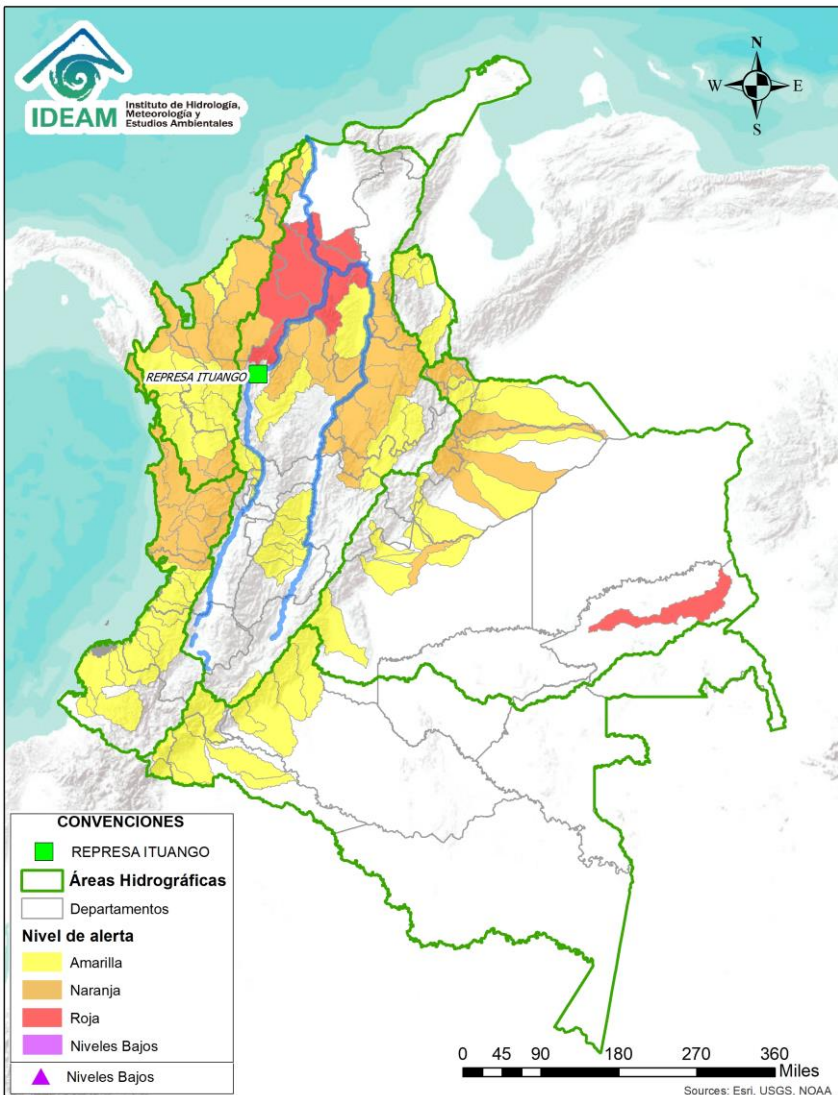 IDEAM
Instituto de Hidrología,
Meteorología y
Estudios Ambientales
N
W
E
S
REPRESA ITUANGO
CONVENCIONES
REPRESA ITUANGO
Áreas Hidrográficas
Departamentos
Nivel de alerta
Amarilla
Naranja
Roja
Niveles Bajos
Niveles Bajos
0 45 90 180 270 360
Miles
Sources: Esri, USGS, NOAA